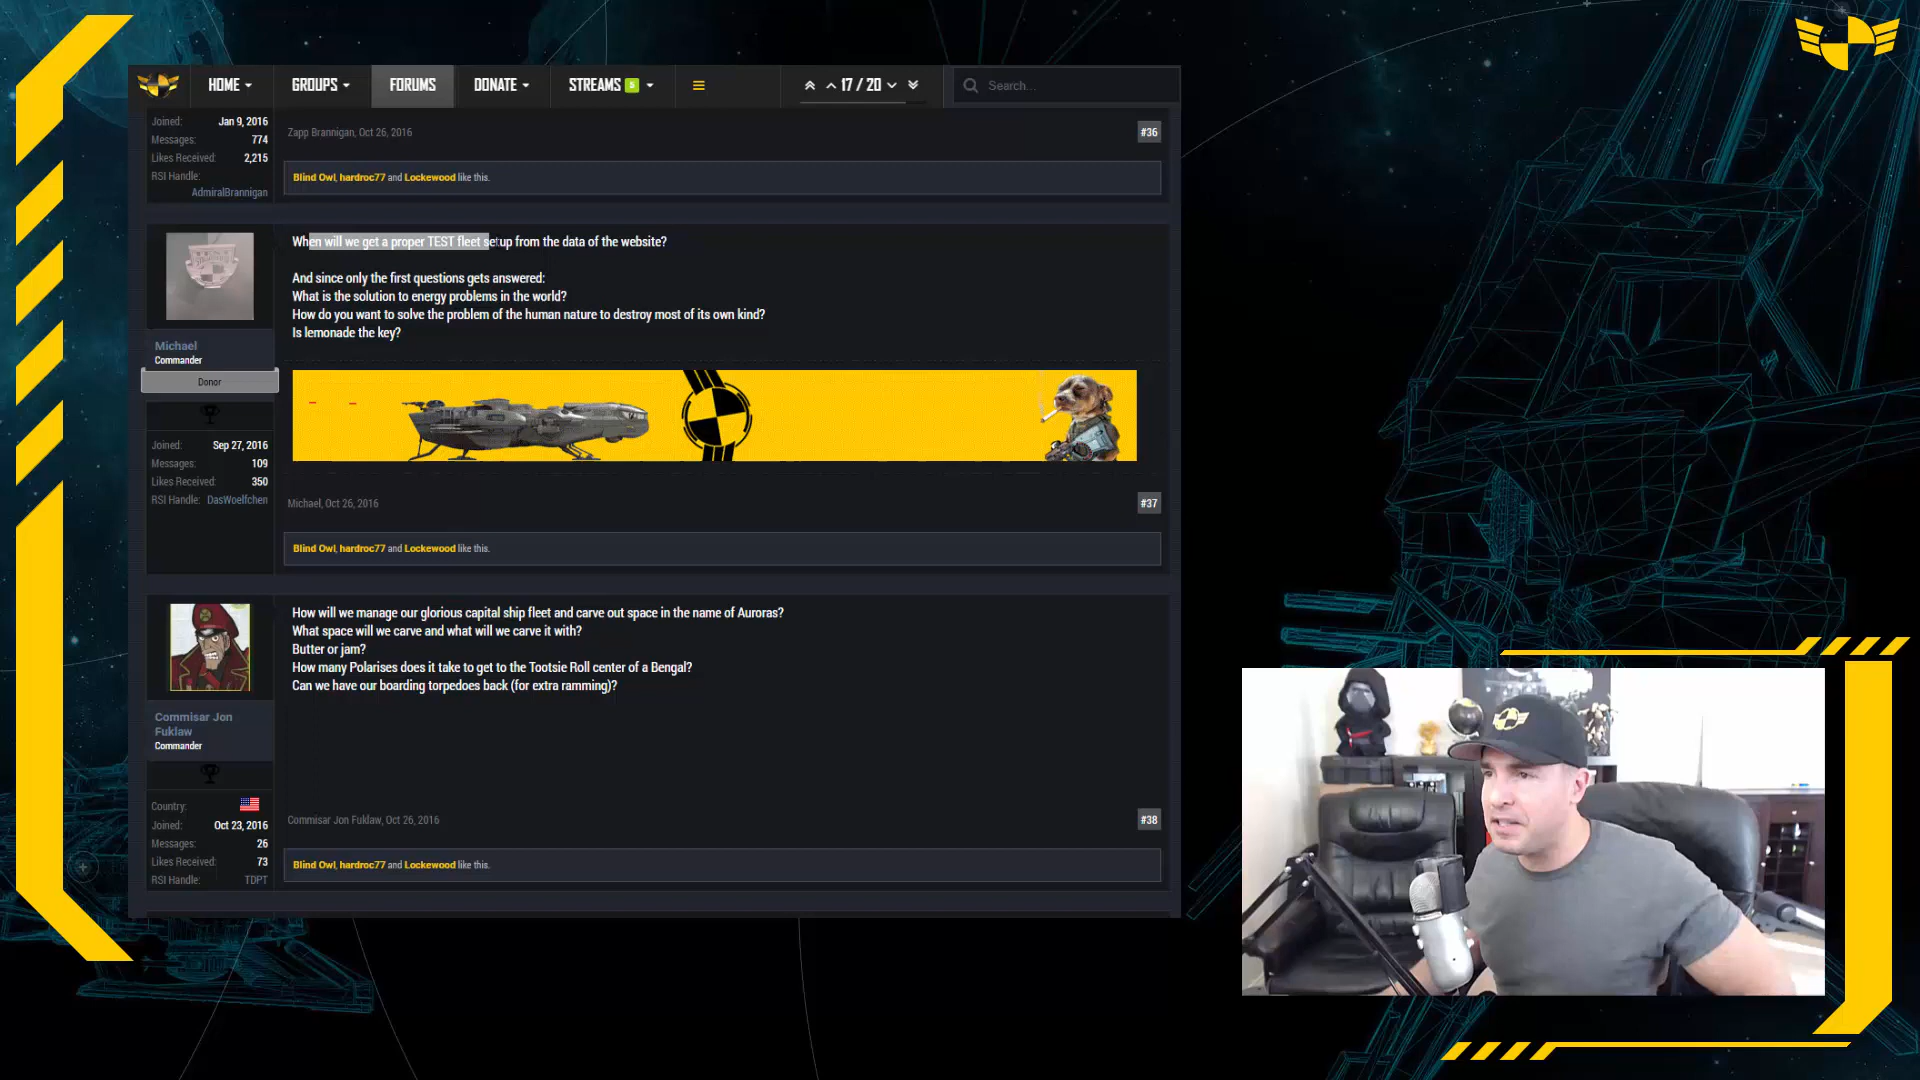 HOME
GROUPS
FORUMS
DONATE
STREAMS 5
17 / 20
Search...
Joined: Jan 9, 2016
Messages: 774
Likes Received: 2,215
RSI Handle:
AdmiralBrannigan
Zapp Brannigan, Oct 26, 2016
#36
Blind Owl, hardroc77 and Lockewood like this.
When will we get a proper TEST fleet setup from the data of the website?
And since only the first questions gets answered:
What is the solution to energy problems in the world?
How do you want to solve the problem of the human nature to destroy most of its own kind?
Is lemonade the key?
Michael
Commander
Donor
Joined: Sep 27, 2016
Messages: 109
Likes Received: 350
RSI Handle: DasWoelfchen
Michael, Oct 26, 2016
#37
Blind Owl, hardroc77 and Lockewood like this.
How will we manage our glorious capital ship fleet and carve out space in the name of Auroras?
What space will we carve and what will we carve it with?
Butter or jam?
How many Polarises does it take to get to the Tootsie Roll center of a Bengal?
Can we have our boarding torpedoes back (for extra ramming)?
Commisar Jon
Fuklaw
Commander
Country:
Joined: Oct 23, 2016
Messages: 26
Likes Received: 73
RSI Handle: TDPT
Commisar Jon Fuklaw, Oct 26, 2016
#38
Blind Owl, hardroc77 and Lockewood like this.